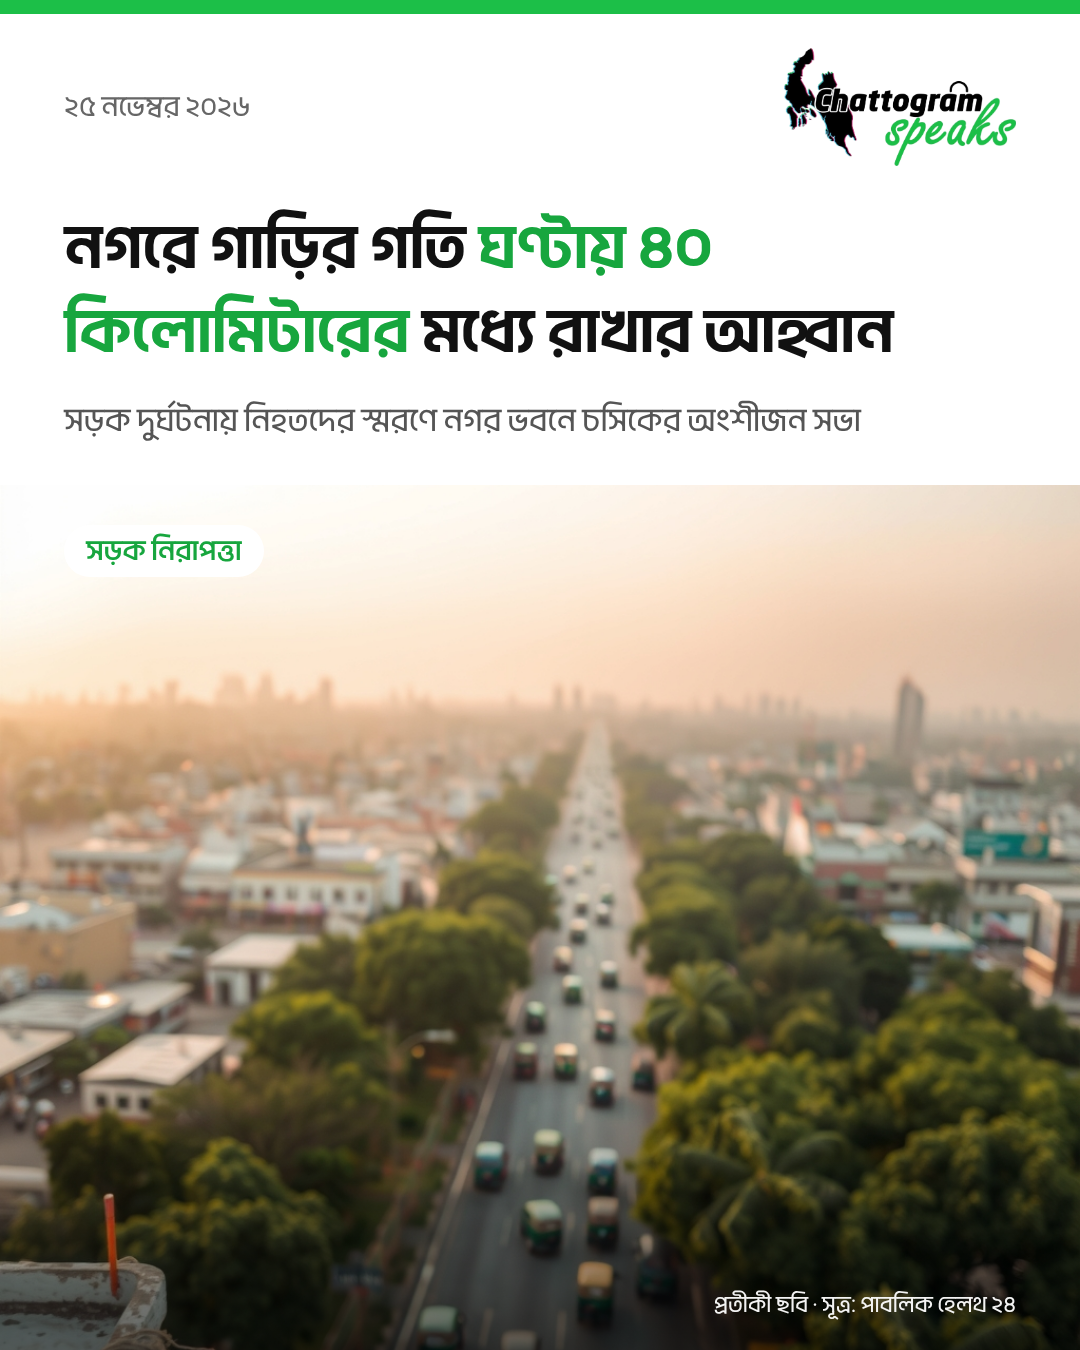 ২৫ নভেম্বর ২০২৬
Chattogram
speaks
নগরে গাড়ির গতি ঘণ্টায় ৪০
কিলোমিটারের মধ্যে রাখার আহ্বান
সড়ক দুর্ঘটনায় নিহতদের স্মরণে নগর ভবনে চসিকের অংশীজন সভা
সড়ক নিরাপত্তা
প্রতীকী ছবি · সূত্র: পাবলিক হেলথ ২৪